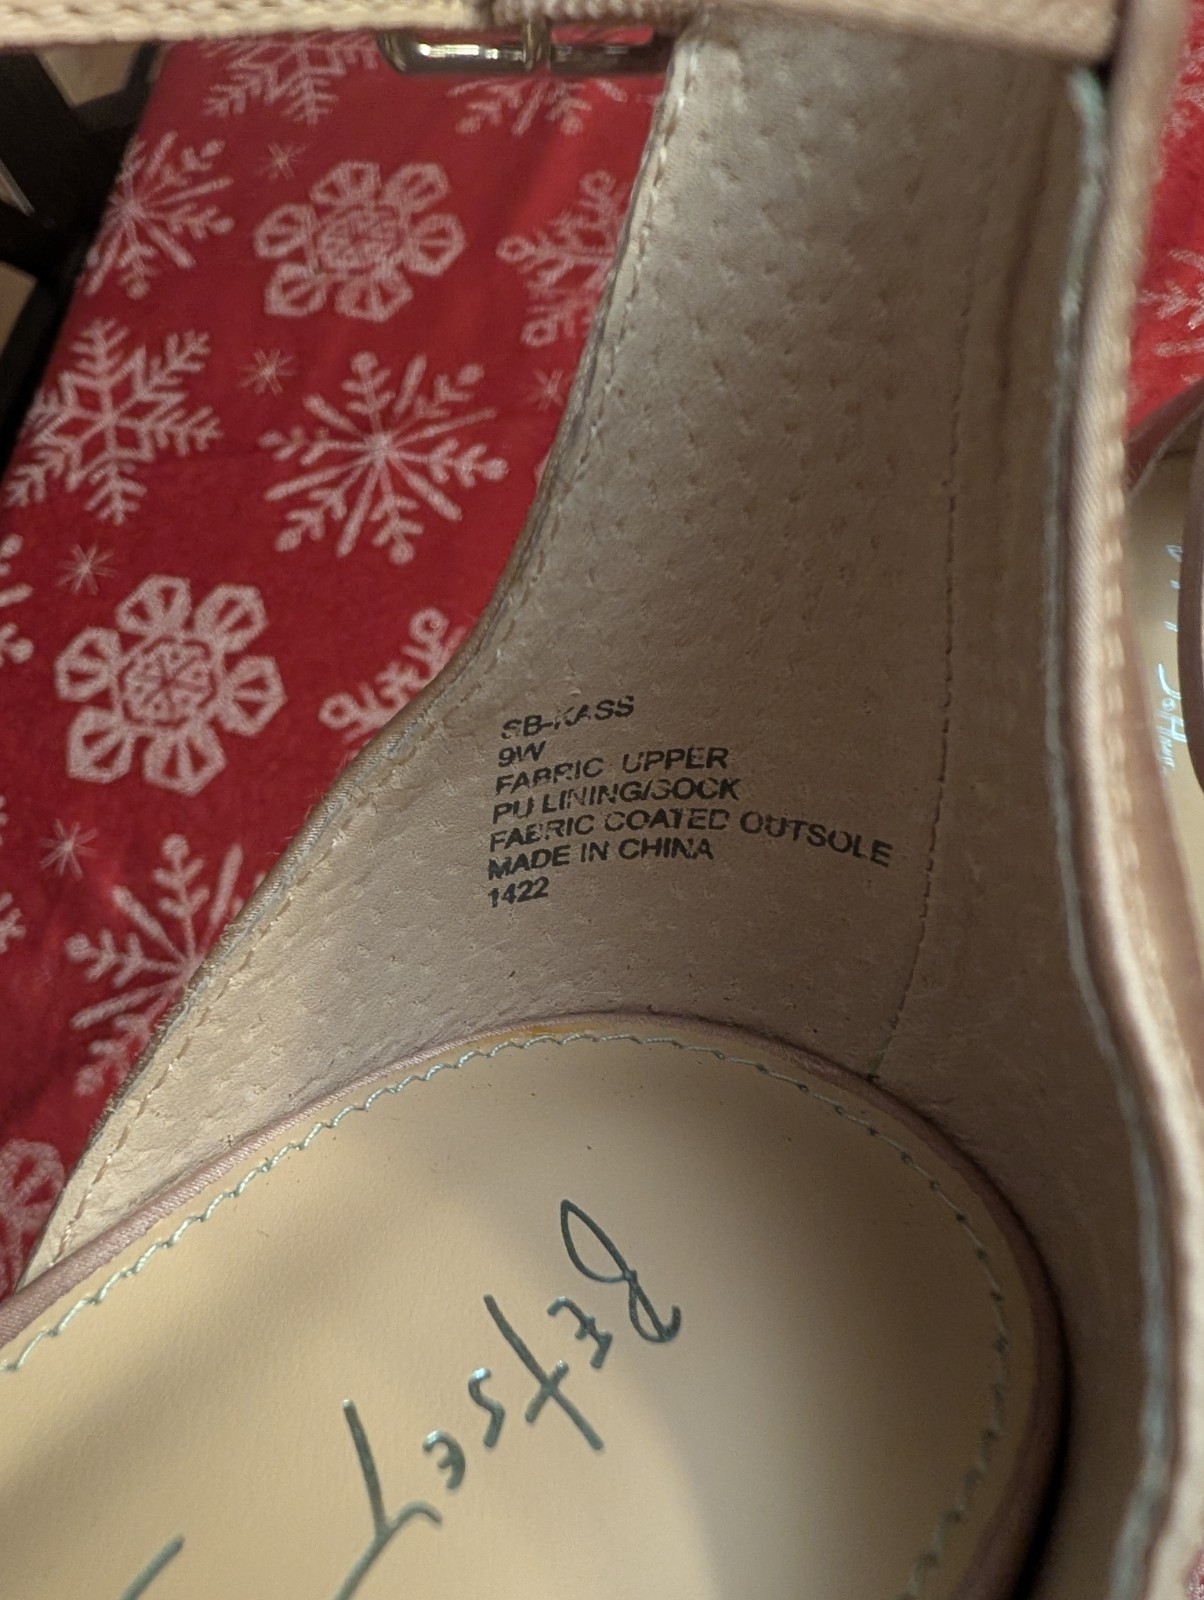 SB-KASS
9W
FABRIC UPPER
PU LINING/SOCK
FABRIC COATED OUTSOLE
MADE IN CHINA
1422
Betsey